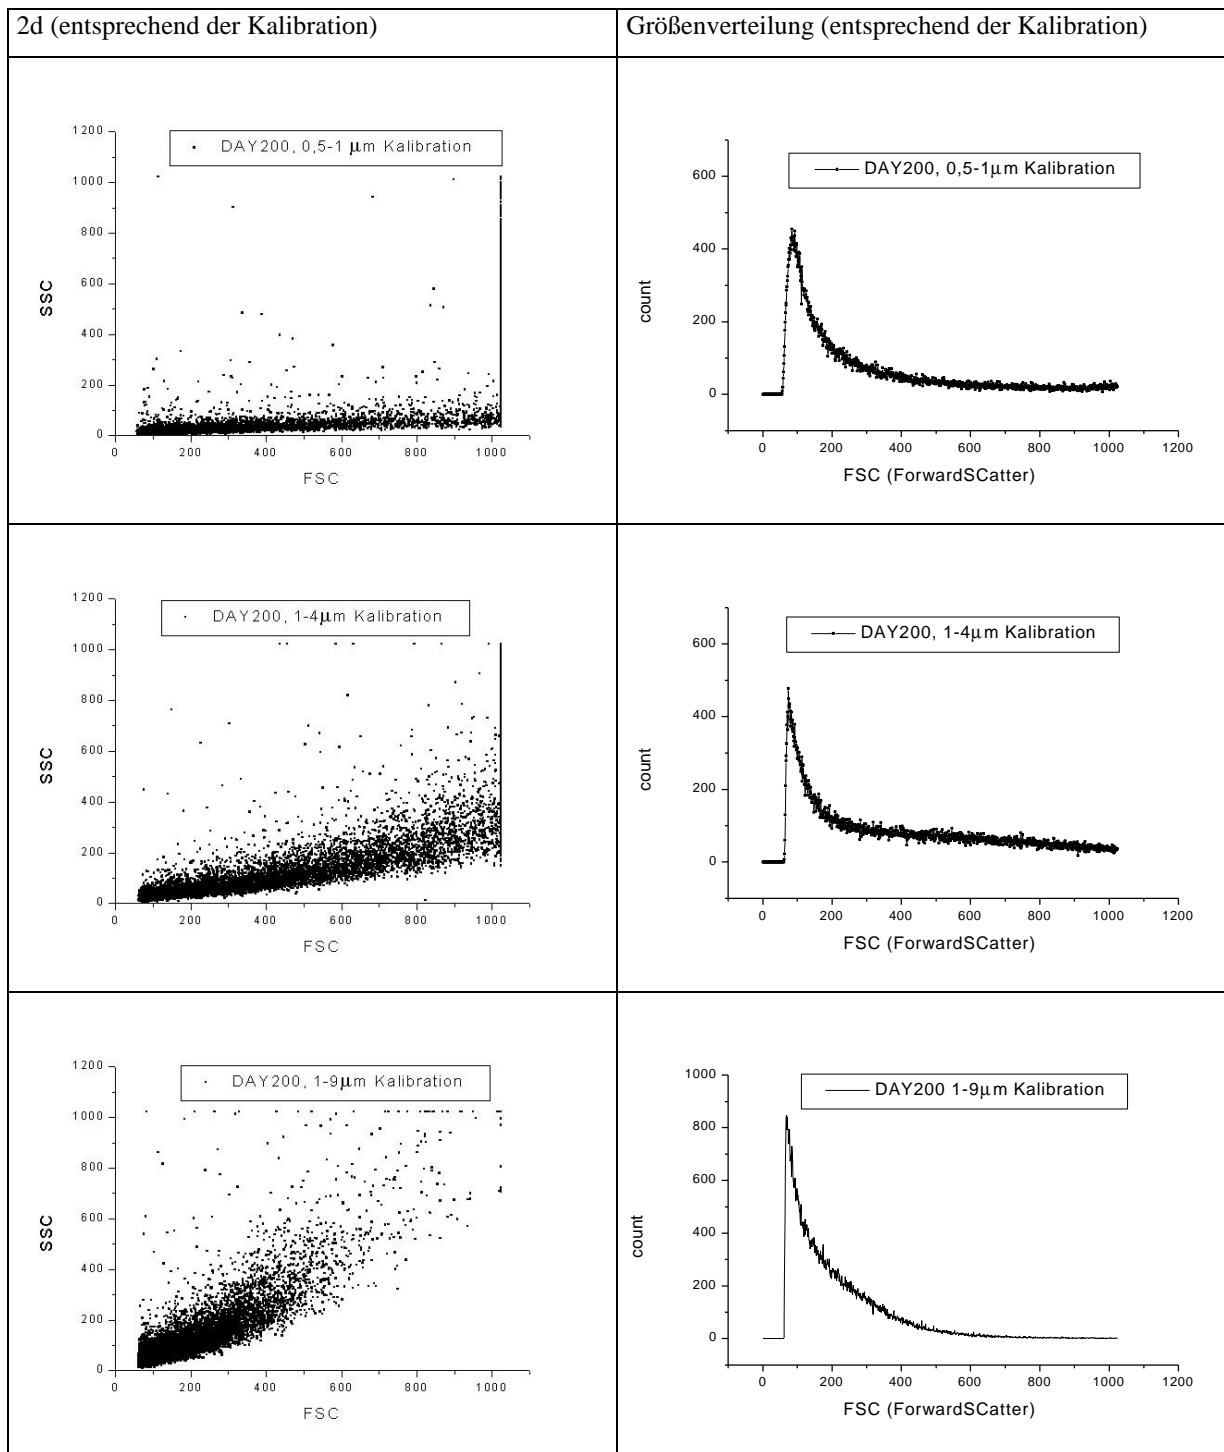 2d (entsprechend der Kalibration)
Größenverteilung (entsprechend der Kalibration)
1200
1000
800
600
400
200
0
SSC
DAY200, 0,5-1 µm Kalibration
0 200 400 600 800 1000
FSC
600
400
200
0
count
DAY200, 0,5-1µm Kalibration
0 200 400 600 800 1000 1200
FSC (ForwardSCatter)
1200
1000
800
600
400
200
0
SSC
DAY200, 1-4µm Kalibration
0 200 400 600 800 1000
FSC
600
400
200
0
count
DAY200, 1-4µm Kalibration
0 200 400 600 800 1000 1200
FSC (ForwardSCatter)
1200
1000
800
600
400
200
0
SSC
DAY200, 1-9µm Kalibration
0 200 400 600 800 1000
FSC
1000
800
600
400
200
0
count
DAY200 1-9µm Kalibration
0 200 400 600 800 1000 1200
FSC (ForwardSCatter)